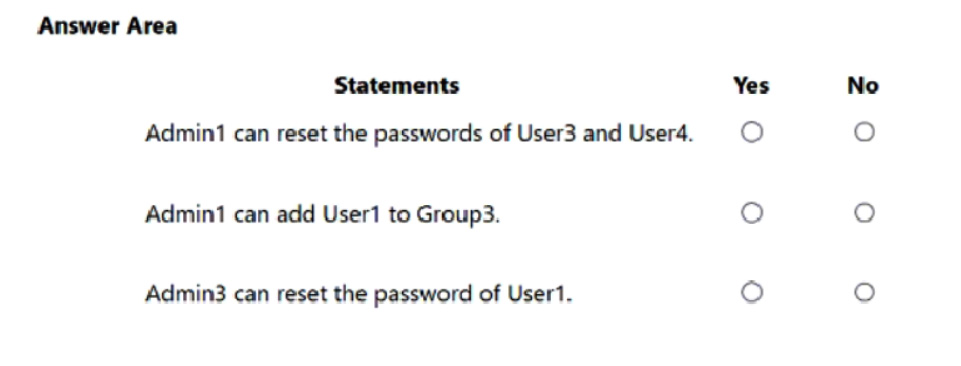 Answer Area
Statements Yes No
Admin1 can reset the passwords of User3 and User4.
Admin1 can add User1 to Group3.
Admin3 can reset the password of User1.